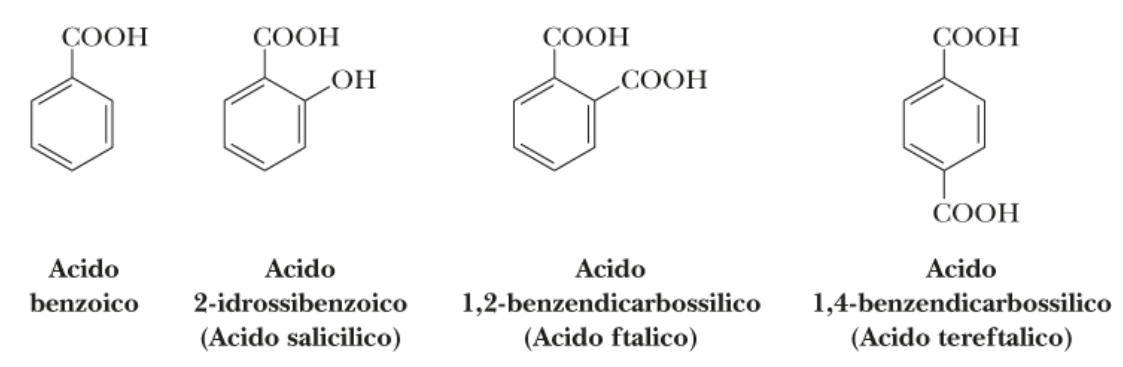 COOH
COOH
OH
COOH
COOH
COOH
COOH
Acido
benzoico
Acido
2-idrossibenzoico
(Acido salicilico)
Acido
1,2-benzendicarbossilico
(Acido ftalico)
Acido
1,4-benzendicarbossilico
(Acido tereftalico)